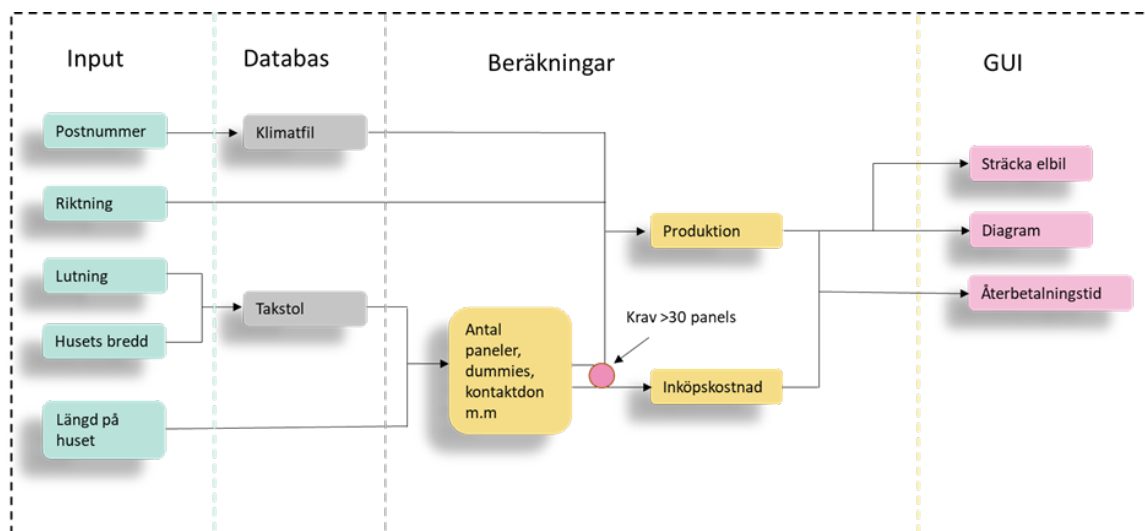 Input
Databas
Beräkningar
GUI
Postnummer
Klimatfil
Riktning
Lutning
Husets bredd
Takstol
Längd på
huset
Antal
paneler,
dummies,
kontaktdon
m.m
Krav >30 panels
Produktion
Inköpskostnad
Sträcka elbil
Diagram
Återbetalningstid